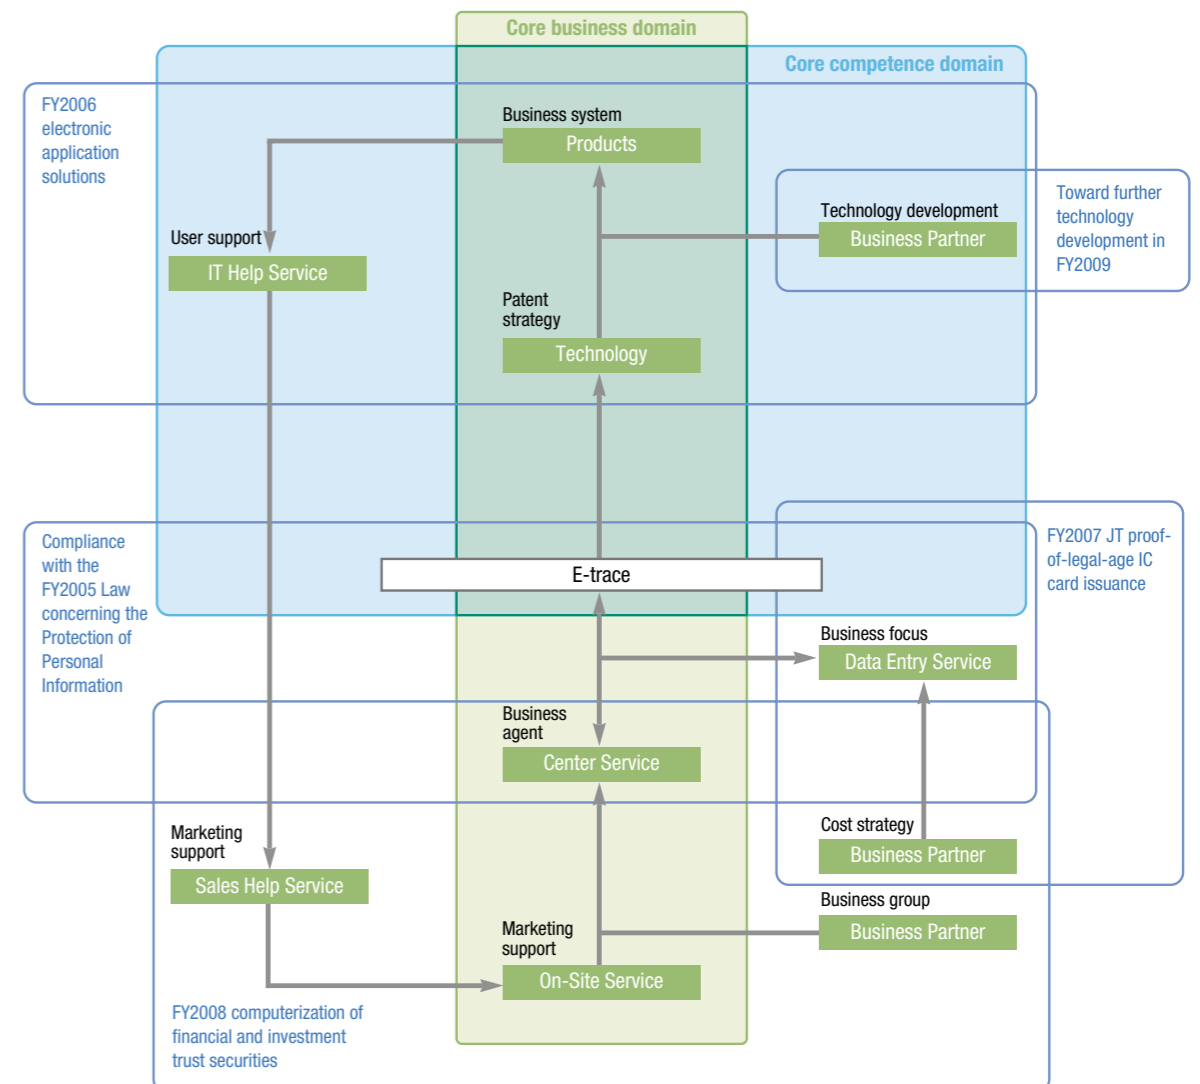 Core business domain
Core competence domain
FY2006
electronic
application
solutions
Business system
Products
Technology development
Business Partner
Toward further
technology
development in
FY2009
User support
IT Help Service
Patent
strategy
Technology
Compliance
with the
FY2005 Law
concerning the
Protection of
Personal
Information
E-trace
FY2007 JT proof-
of-legal-age IC
card issuance
Business focus
Data Entry Service
Business
agent
Center Service
Marketing
support
Sales Help Service
Cost strategy
Business Partner
Business group
Business Partner
Marketing
support
On-Site Service
FY2008 computerization of
financial and investment
trust securities